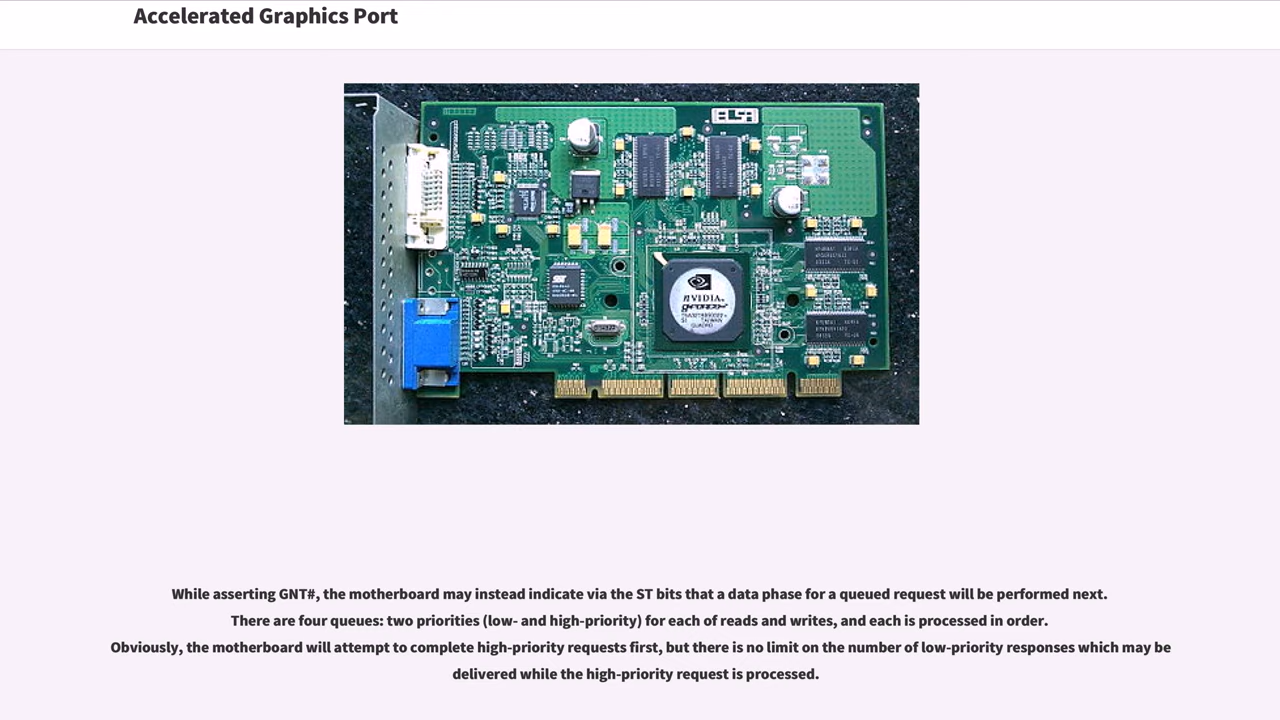 Accelerated Graphics Port
ELSA
NVIDIA
TAIWAN
QUADRO
While asserting GNT#, the motherboard may instead indicate via the ST bits that a data phase for a queued request will be performed next.
There are four queues: two priorities (low- and high-priority) for each of reads and writes, and each is processed in order.
Obviously, the motherboard will attempt to complete high-priority requests first, but there is no limit on the number of low-priority responses which may be
delivered while the high-priority request is processed.